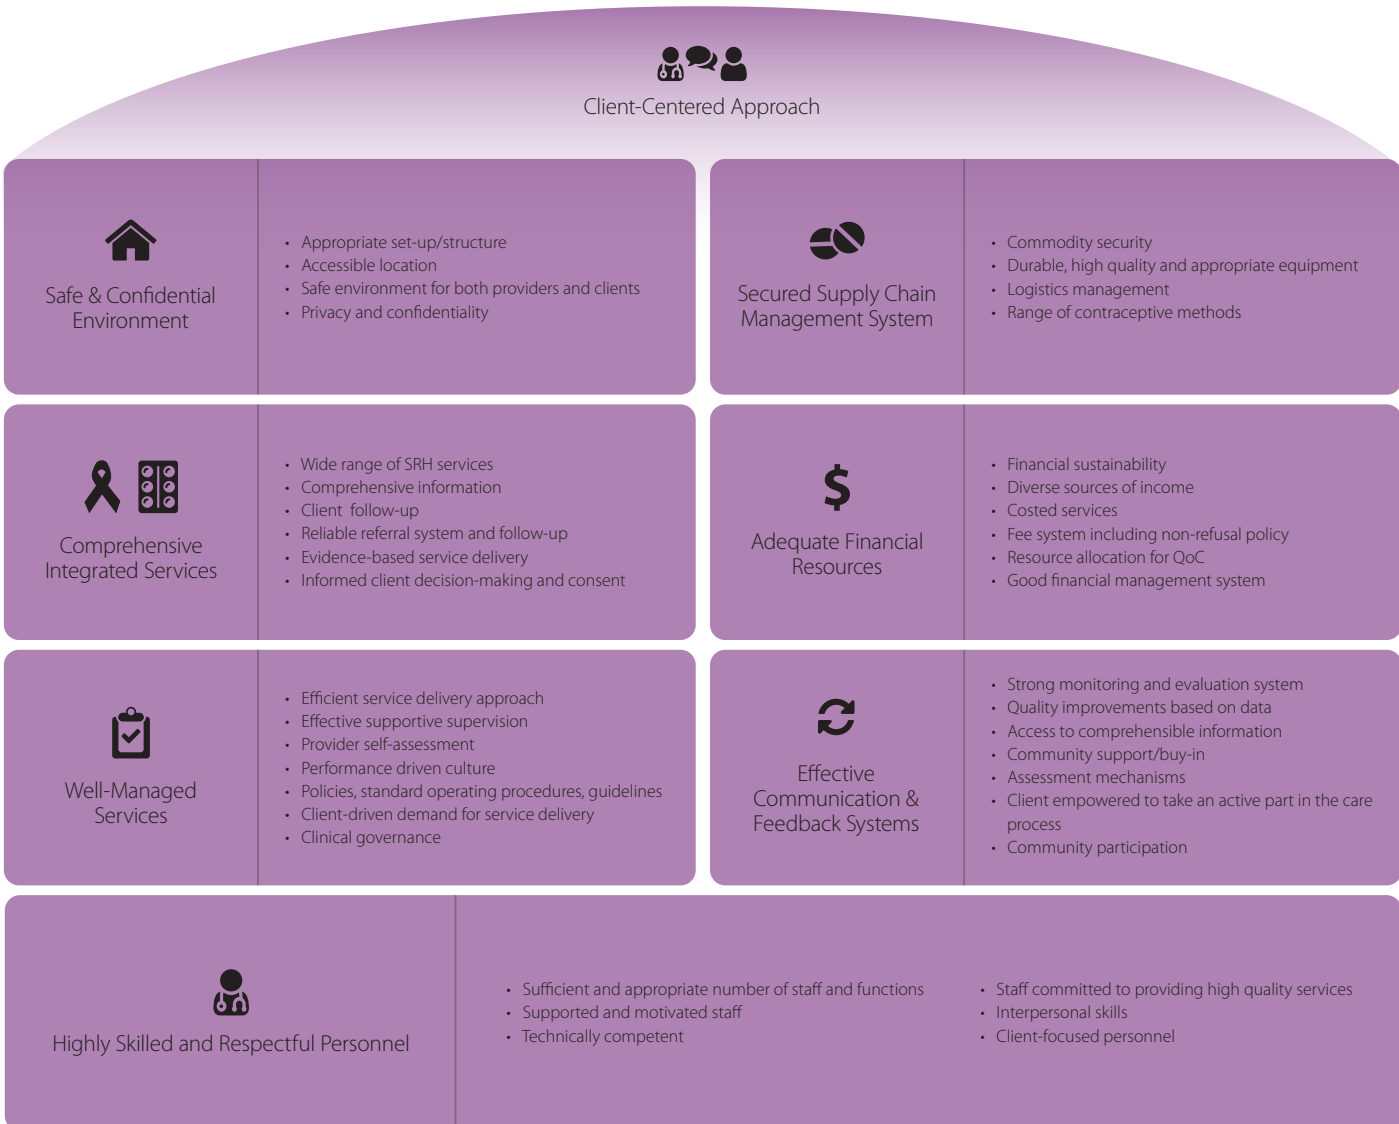 Client-Centered Approach
Safe & Confidential
Environment
• Appropriate set-up/structure
• Accessible location
• Safe environment for both providers and clients
• Privacy and confidentiality
Secured Supply Chain
Management System
• Commodity security
• Durable, high quality and appropriate equipment
• Logistics management
• Range of contraceptive methods
Comprehensive
Integrated Services
• Wide range of SRH services
• Comprehensive information
• Client follow-up
• Reliable referral system and follow-up
• Evidence-based service delivery
• Informed client decision-making and consent
Adequate Financial
Resources
• Financial sustainability
• Diverse sources of income
• Costed services
• Fee system including non-refusal policy
• Resource allocation for QoC
• Good financial management system
Well-Managed
Services
• Efficient service delivery approach
• Effective supportive supervision
• Provider self-assessment
• Performance driven culture
• Policies, standard operating procedures, guidelines
• Client-driven demand for service delivery
• Clinical governance
Effective
Communication &
Feedback Systems
• Strong monitoring and evaluation system
• Quality improvements based on data
• Access to comprehensible information
• Community support/buy-in
• Assessment mechanisms
• Client empowered to take an active part in the care
process
• Community participation
Highly Skilled and Respectful Personnel
• Sufficient and appropriate number of staff and functions
• Supported and motivated staff
• Technically competent
• Staff committed to providing high quality services
• Interpersonal skills
• Client-focused personnel